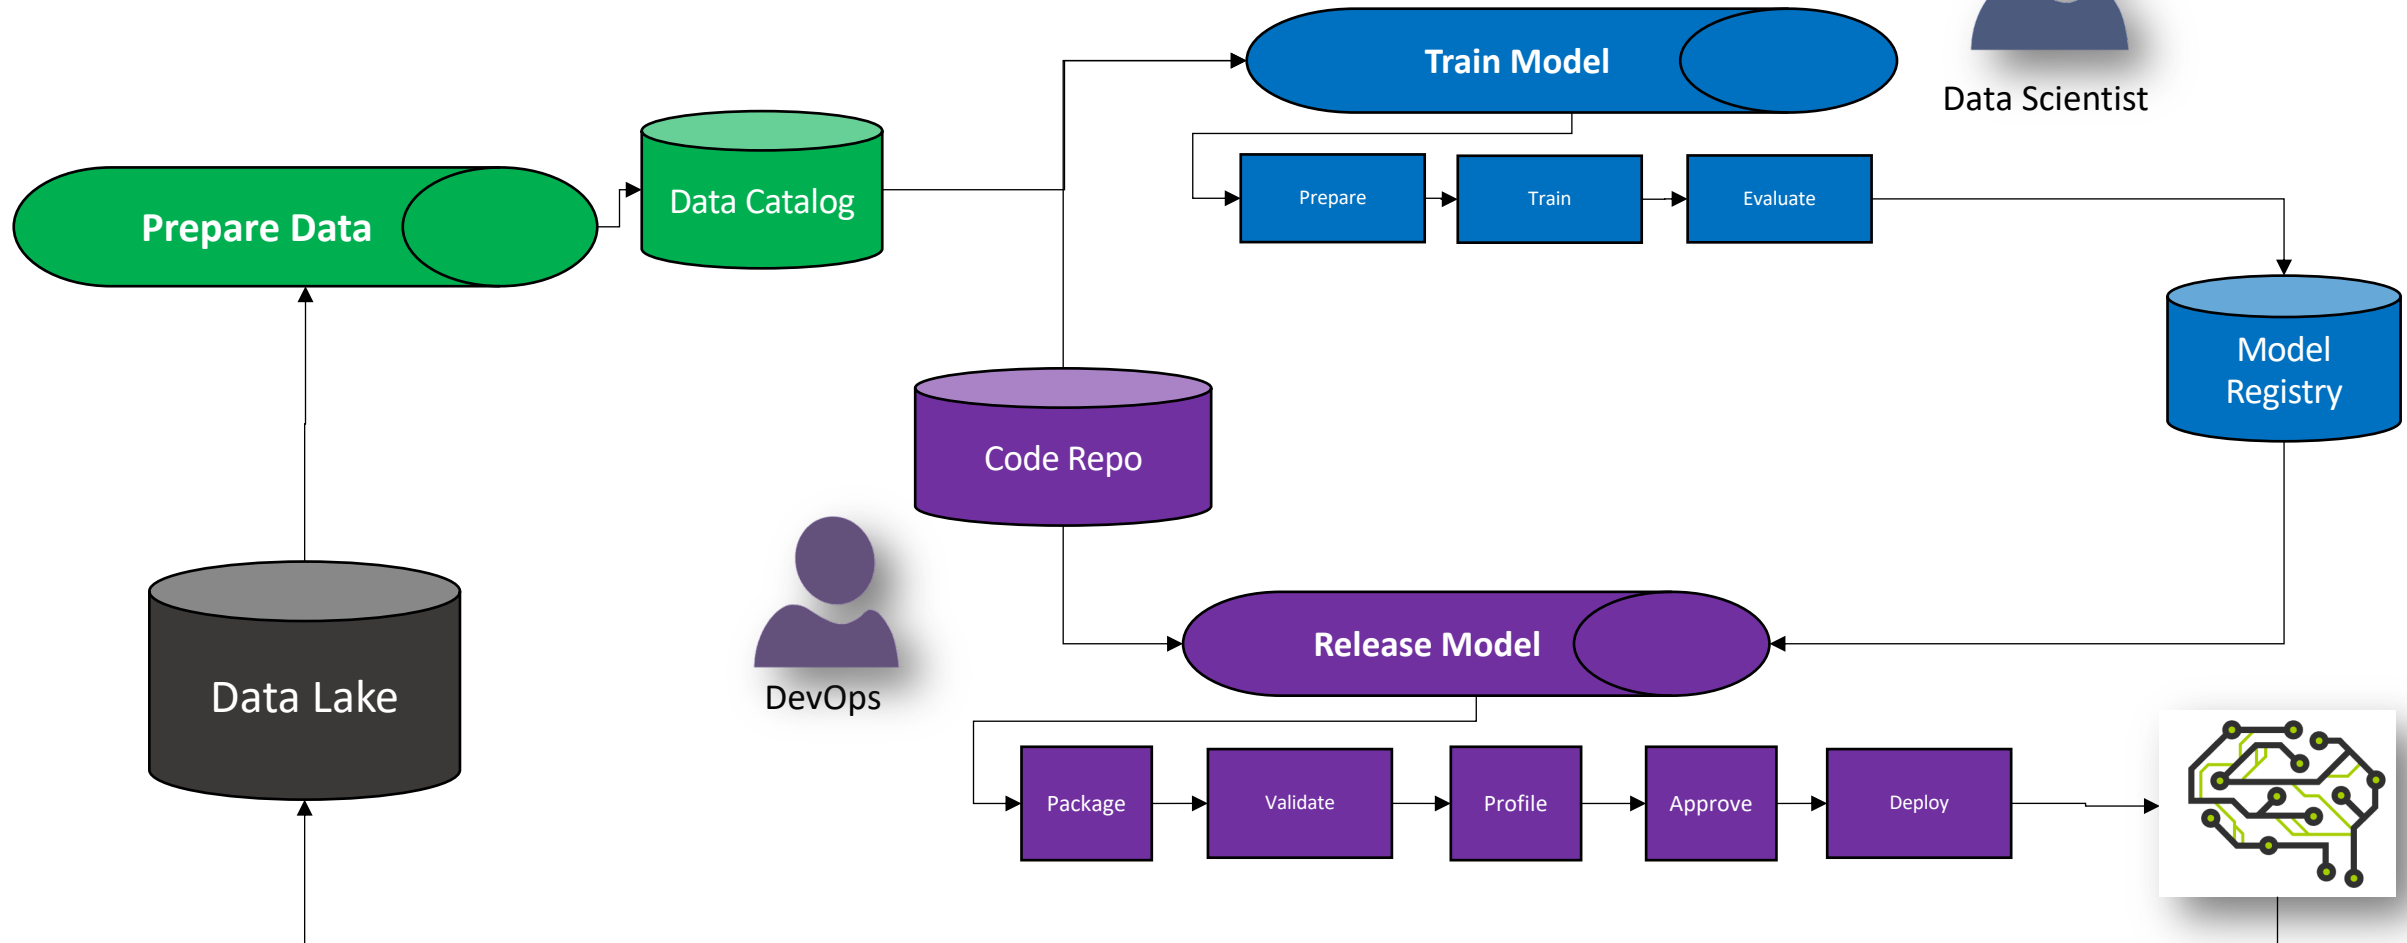 Train Model
Data Scientist
Prepare Data
Data Catalog
Prepare
Train
Evaluate
Model
Registry
Code Repo
Release Model
Data Lake
DevOps
Package
Validate
Profile
Approve
Deploy